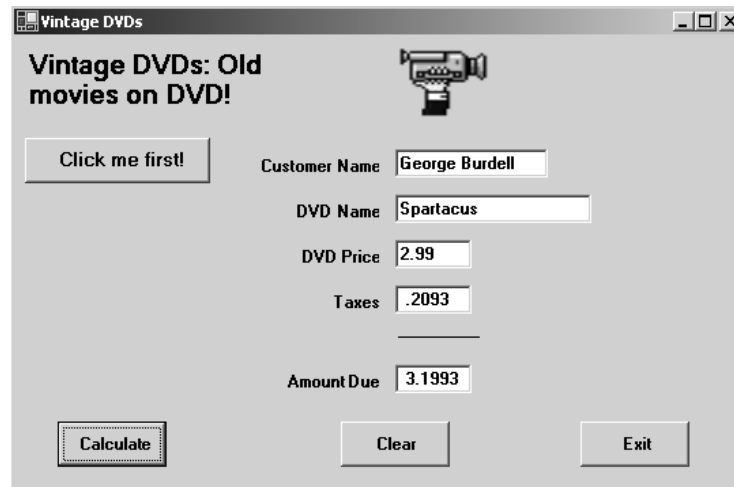 Vintage DVDs
Vintage DVDs: Old
movies on DVD!
Click me first!
Customer Name George Burdell
DVD Name Spartacus
DVD Price 2.99
Taxes .2093
Amount Due 3.1993
Calculate Clear Exit